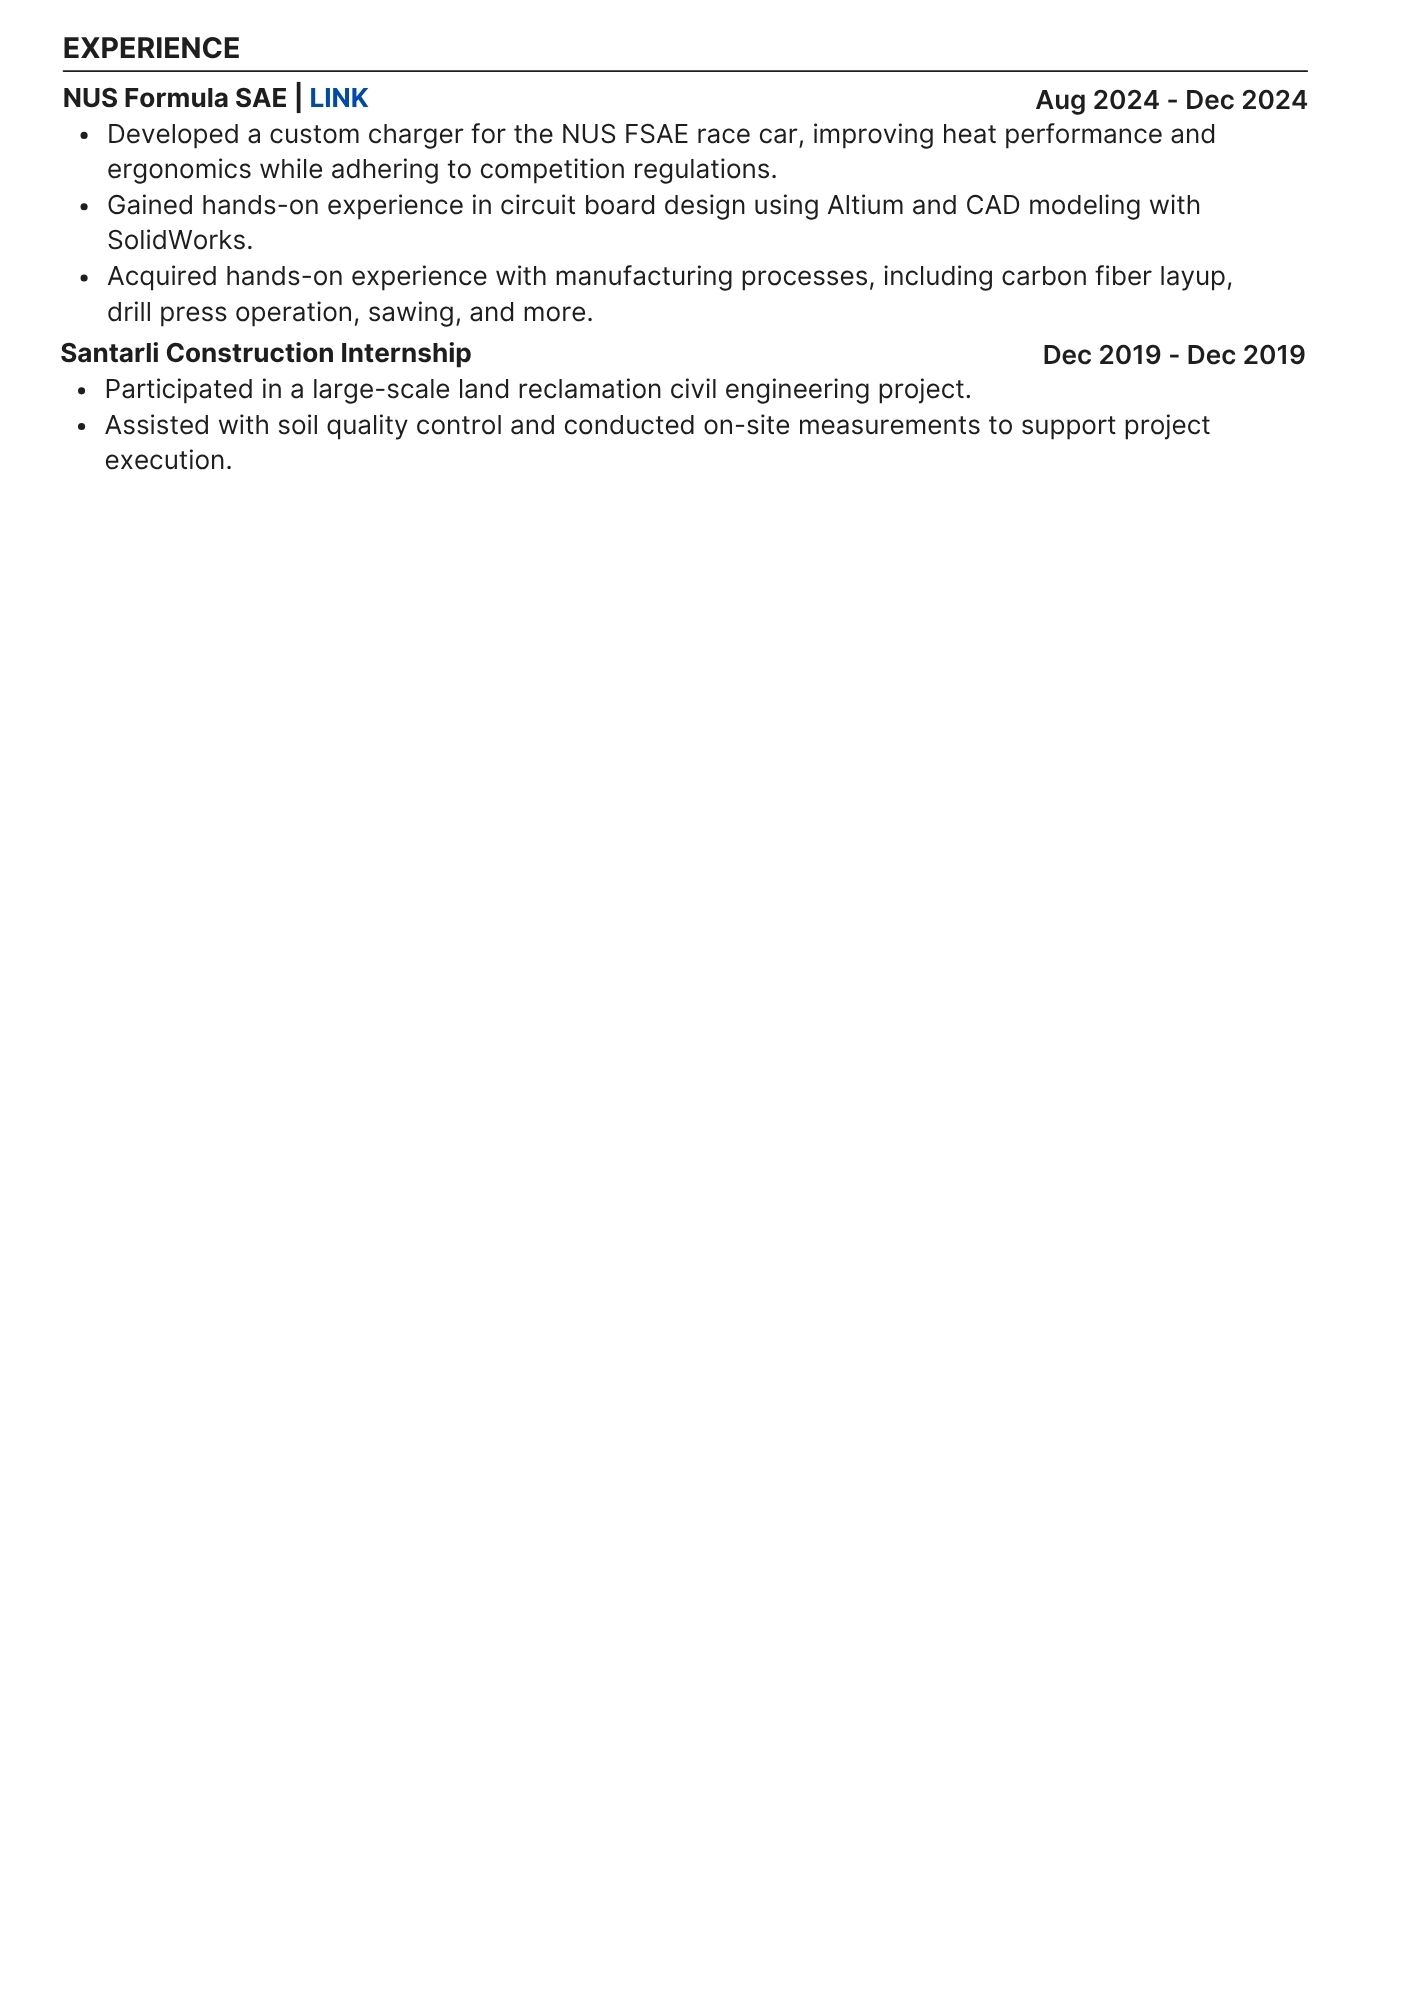 EXPERIENCE
NUS Formula SAE | LINK Aug 2024 - Dec 2024
• Developed a custom charger for the NUS FSAE race car, improving heat performance and
ergonomics while adhering to competition regulations.
• Gained hands-on experience in circuit board design using Altium and CAD modeling with
SolidWorks.
• Acquired hands-on experience with manufacturing processes, including carbon fiber layup,
drill press operation, sawing, and more.
Santarli Construction Internship Dec 2019 - Dec 2019
• Participated in a large-scale land reclamation civil engineering project.
• Assisted with soil quality control and conducted on-site measurements to support project
execution.